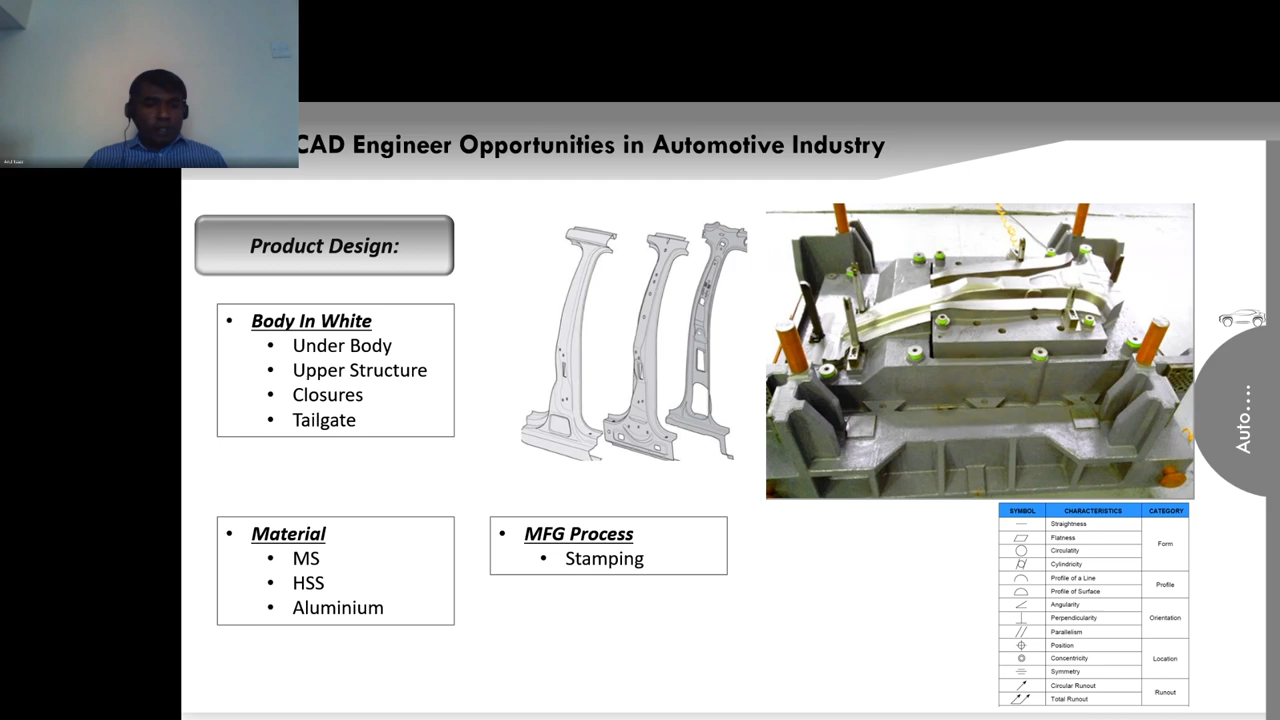 CAD Engineer Opportunities in Automotive Industry
Product Design:
• Body In White
• Under Body
• Upper Structure
• Closures
• Tailgate
• Material
• MS
• HSS
• Aluminium
• MFG Process
• Stamping
Auto....
SYMBOL CHARACTERISTICS CATEGORY
Straightness
Flatness
Circulatity
Cylindricity
Form
Profile of a Line
Profile of Surface
Profile
Angularity
Perpendicularity
Parallelism
Orientation
Position
Concentricity
Symmetry
Location
Circular Runout
Total Runout
Runout